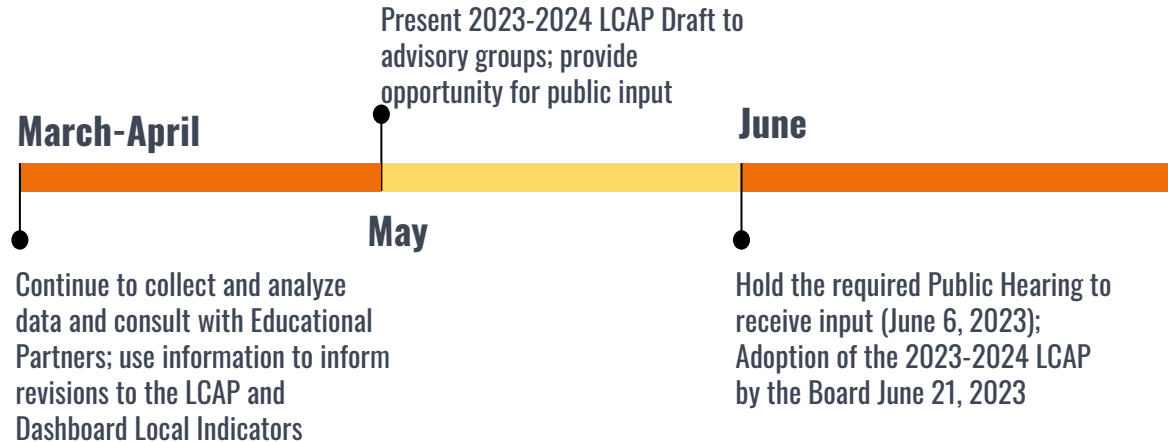 Present 2023-2024 LCAP Draft to
advisory groups; provide
opportunity for public input
March-April
June
May
Continue to collect and analyze
data and consult with Educational
Partners; use information to inform
revisions to the LCAP and
Dashboard Local Indicators
Hold the required Public Hearing to
receive input (June 6, 2023);
Adoption of the 2023-2024 LCAP
by the Board June 21, 2023